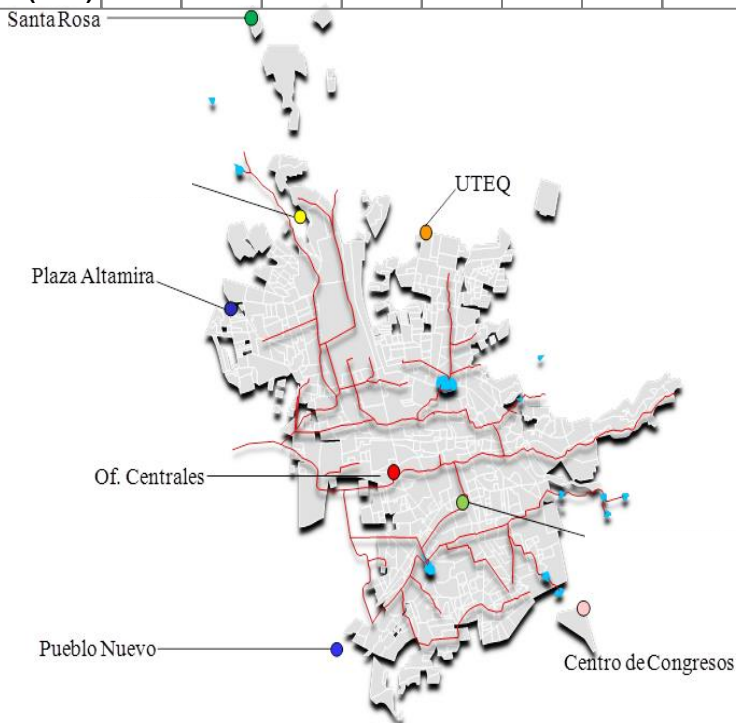 Santa Rosa
UTEQ
Plaza Altamira
Of. Centrales
Pueblo Nuevo
Centro de Congresos